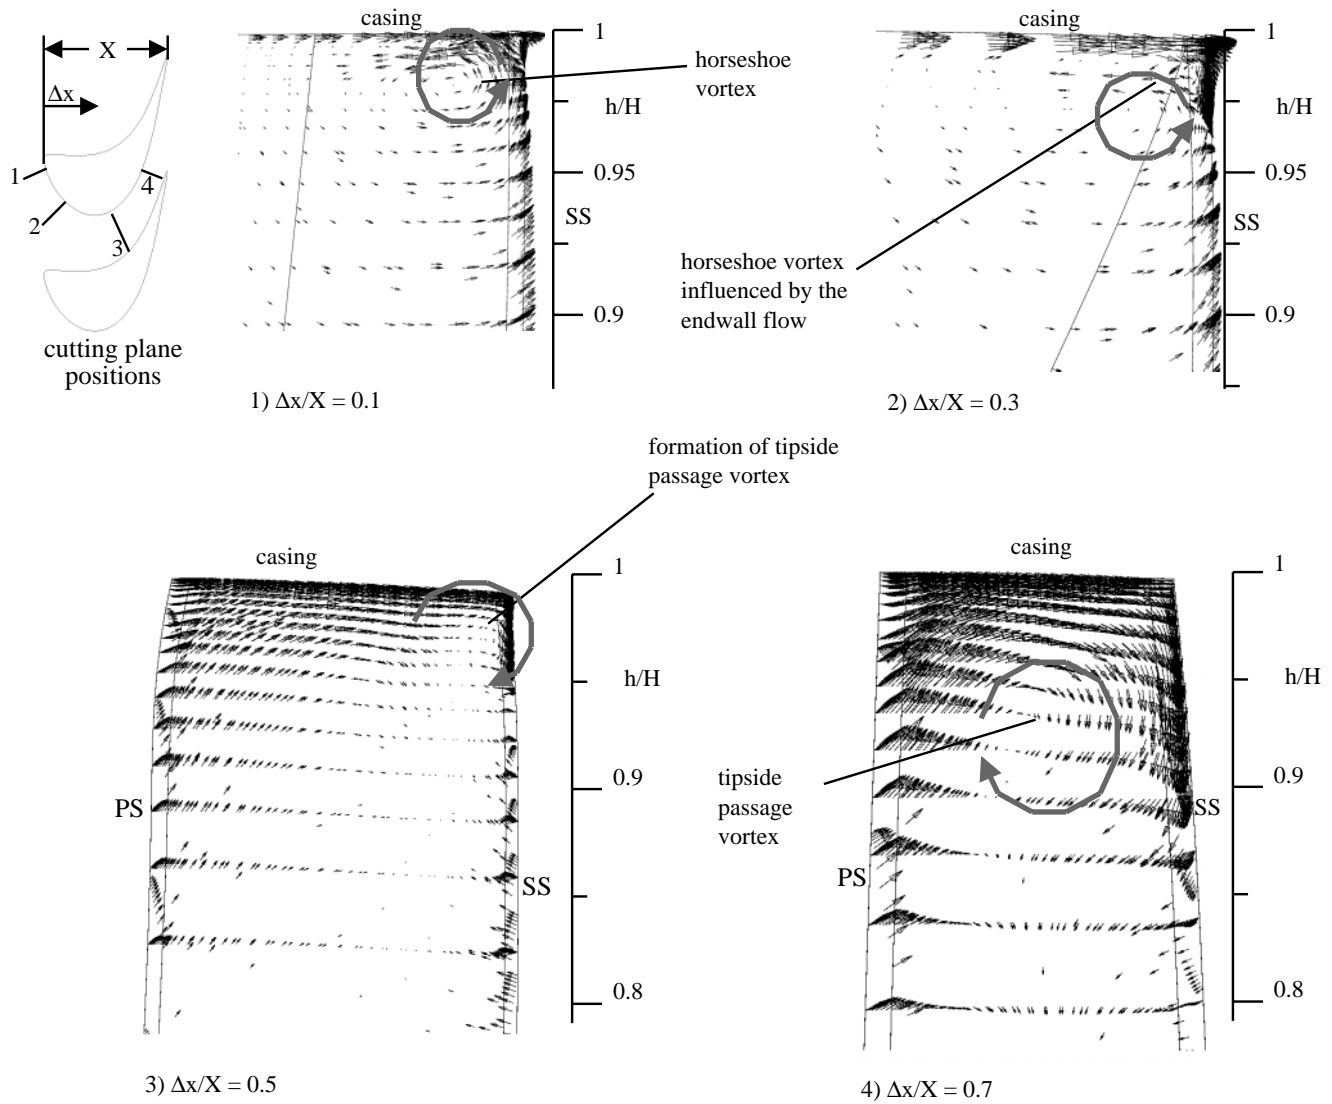 X
Δx
1
2
3
4
cutting plane
positions
casing
horseshoe
vortex
1
h/H
0.95
SS
0.9
1) Δx/X = 0.1
casing
1
h/H
0.95
SS
0.9
horseshoe vortex
influenced by the
endwall flow
2) Δx/X = 0.3
formation of tipside
passage vortex
casing
1
h/H
0.9
PS
SS
0.8
3) Δx/X = 0.5
casing
1
h/H
0.9
tipside
passage
vortex
SS
PS
0.8
4) Δx/X = 0.7